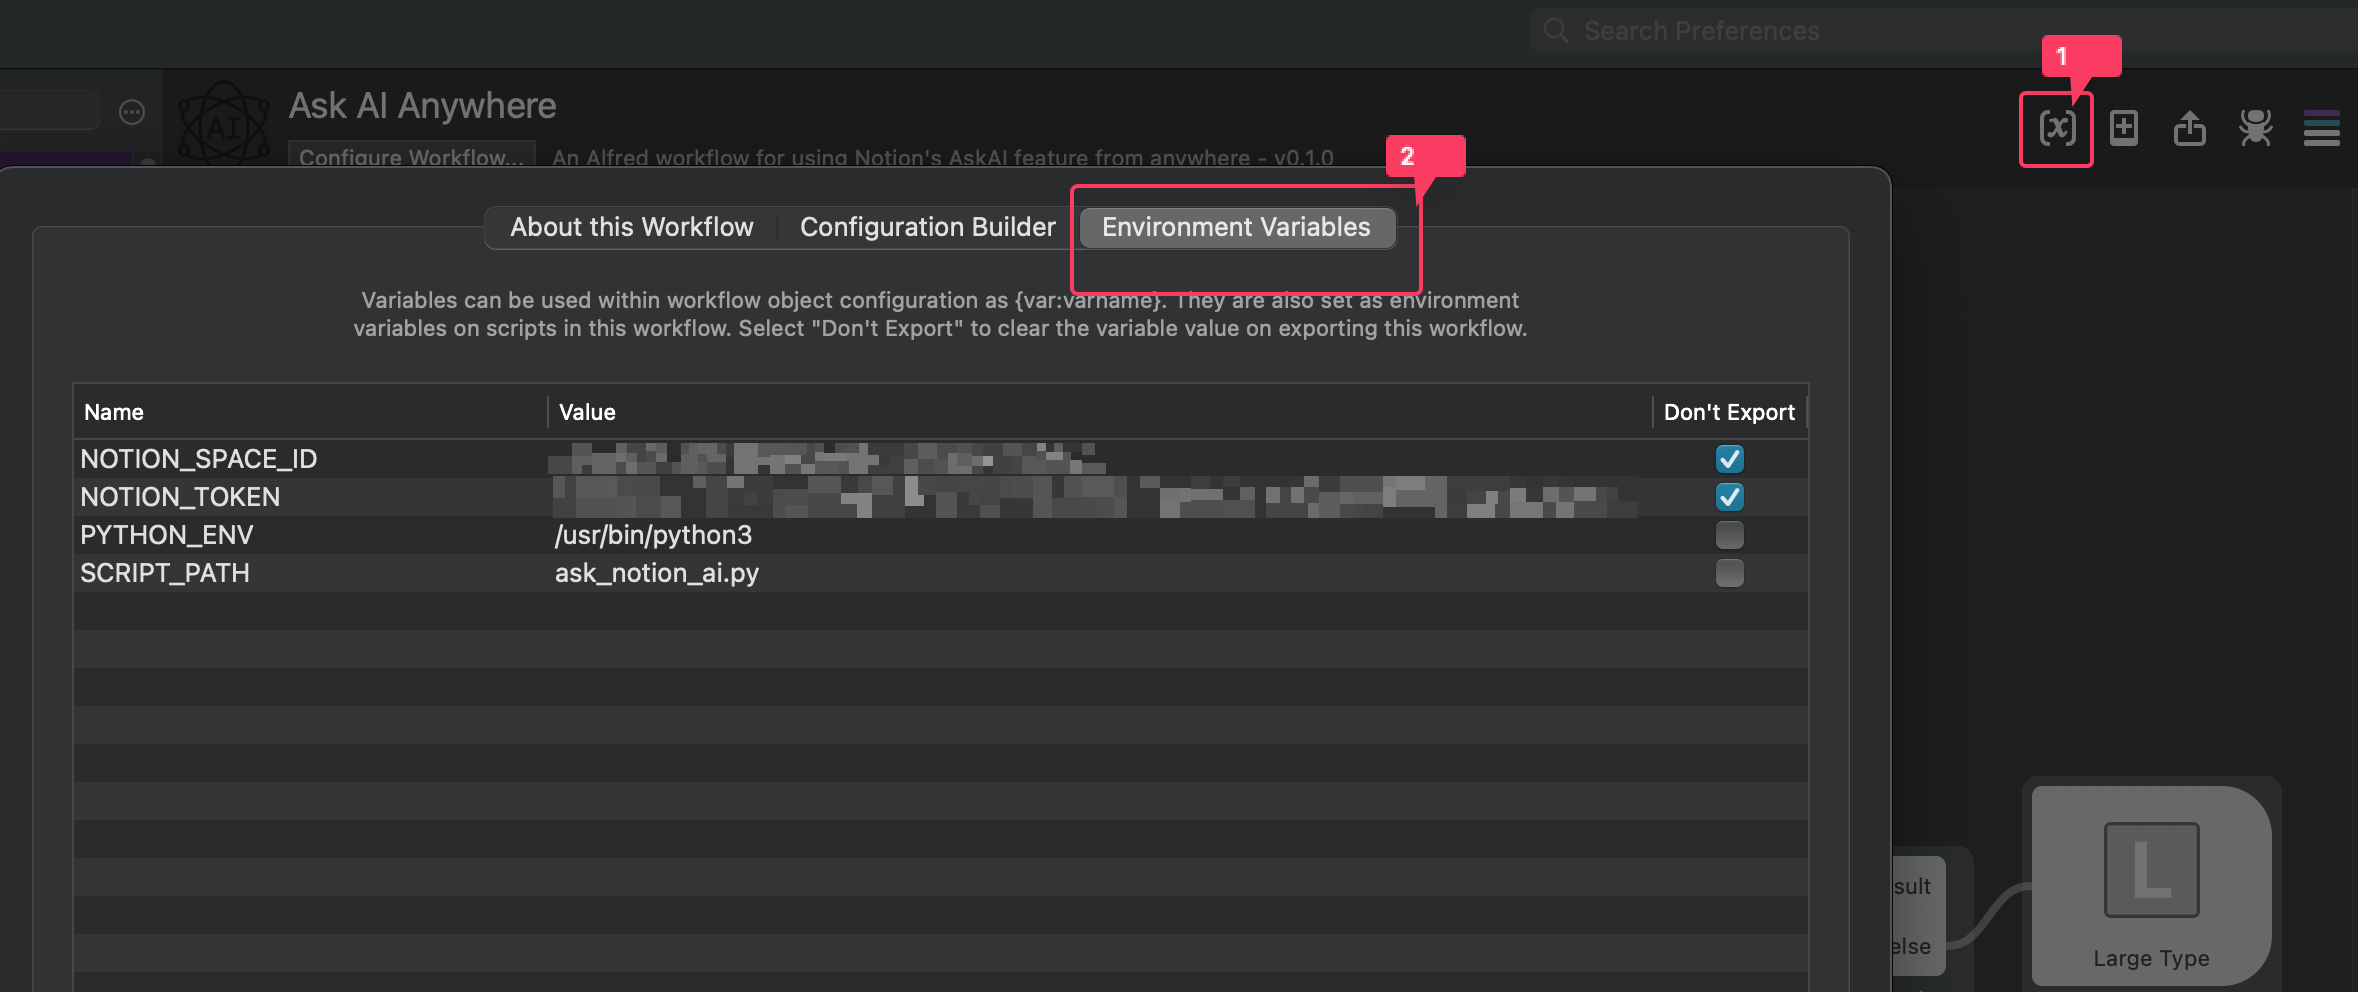 Search Preferences
1
Ask AI Anywhere
AI
Configure Workflow...
An Alfred workflow for using Notion's AskAI feature from anywhere - v0.1.0
2
About this Workflow
Configuration Builder
Environment Variables
Variables can be used within workflow object configuration as {var:varname}. They are also set as environment
variables on scripts in this workflow. Select "Don't Export" to clear the variable value on exporting this workflow.
Name
Value
Don't Export
NOTION_SPACE_ID
NOTION_TOKEN
PYTHON_ENV
/usr/bin/python3
SCRIPT_PATH
ask_notion_ai.py
sult
else
L
Large Type